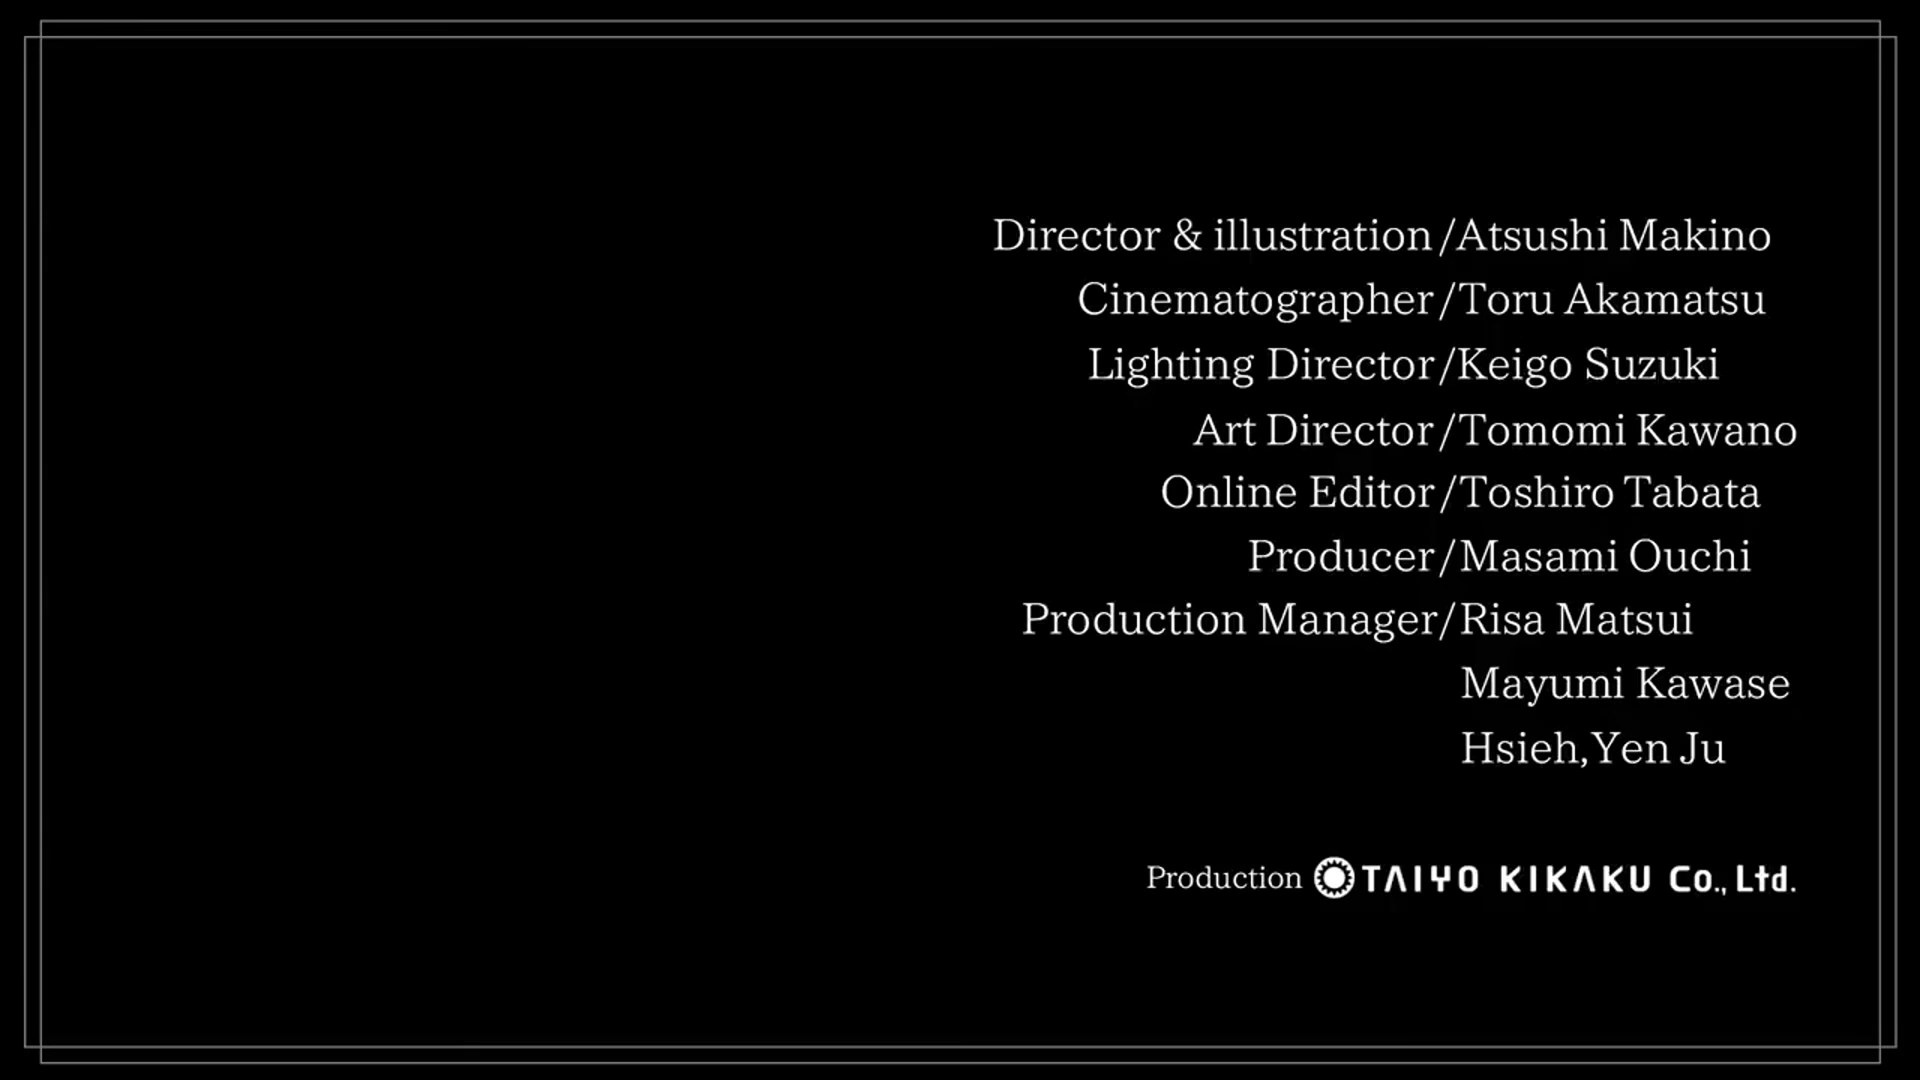 Director & illustration/Atsushi Makino
Cinematographer/Toru Akamatsu
Lighting Director/Keigo Suzuki
Art Director/Tomomi Kawano
Online Editor/Toshiro Tabata
Producer/Masami Ouchi
Production Manager/Risa Matsui
Mayumi Kawase
Hsieh,Yen Ju
Production TAIYO KIKAKU Co., Ltd.